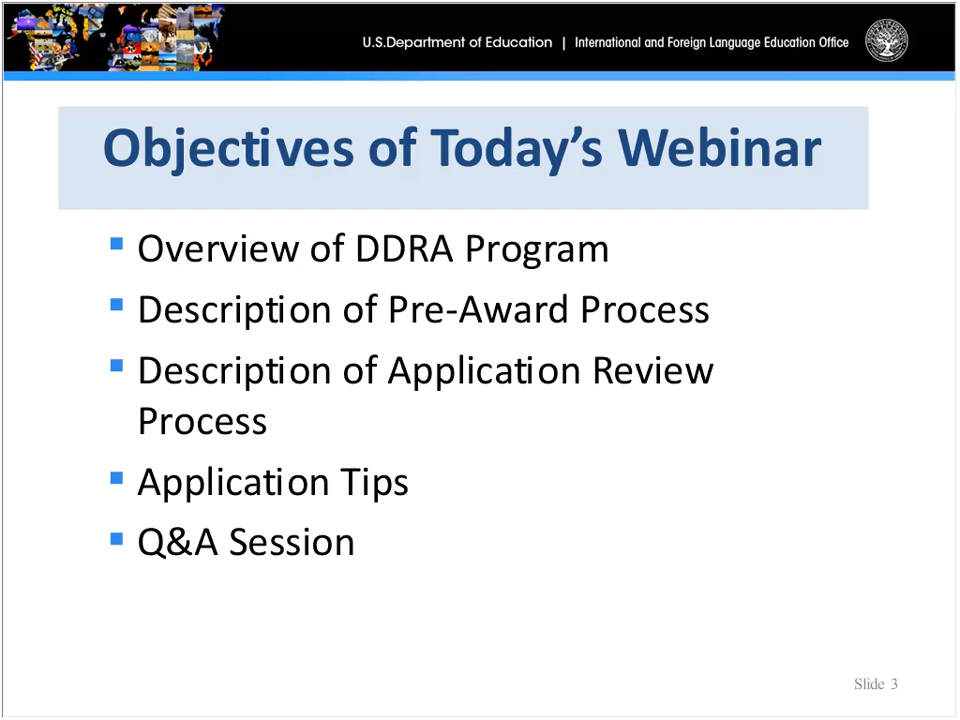 U.S.Department of Education | International and Foreign Language Education Office
Objectives of Today's Webinar
Overview of DDRA Program
Description of Pre-Award Process
Description of Application Review
Process
Application Tips
Q&A Session
Slide 3